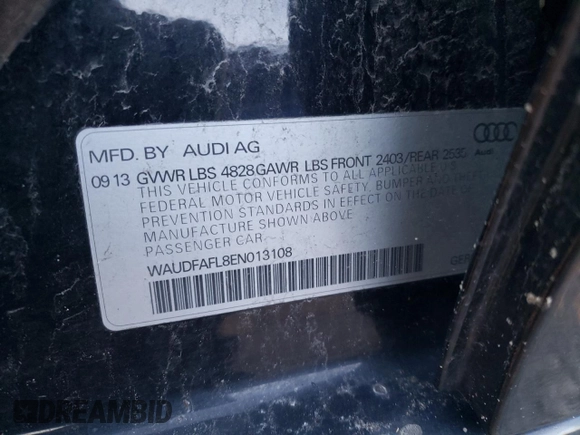 MFD. BY AUDI AG
09 13 GVWR LBS 4828 GAWR LBS FRONT 2403/REAR
THIS VEHICLE CONFORMS TO ALL APPLICABLE
FEDERAL MOTOR VEHICLE SAFETY, BUMPER AND
PREVENTION STANDARDS IN EFFECT ON THE DATE
MANUFACTURE SHOWN ABOVE
PASSENGER CAR
WAUDFAFL8EN013108
Audi
DREAMBID